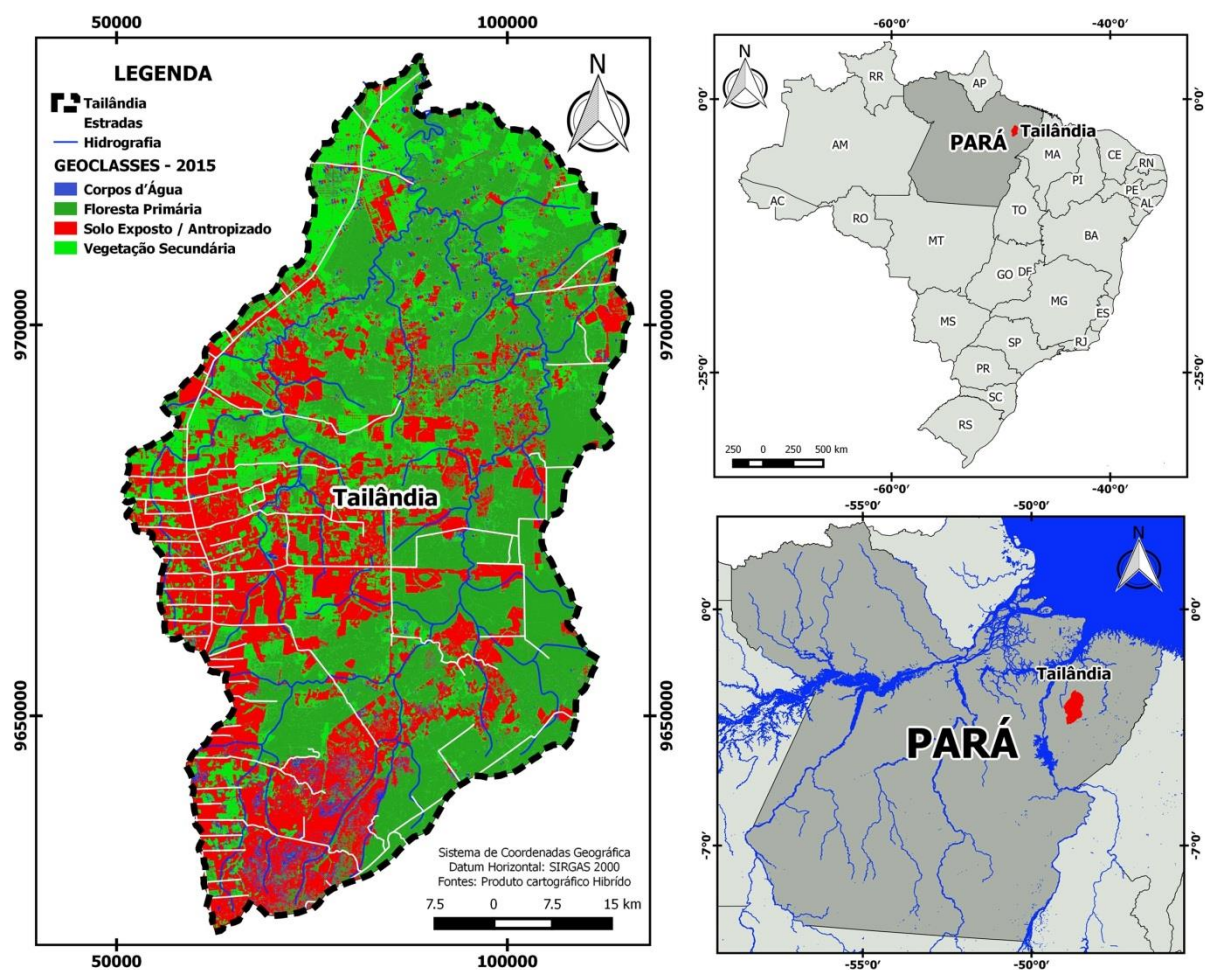 50000
100000
LEGENDA
Tailândia
Estradas
Hidrografia
GEOCLASSES - 2015
Corpos d'Água
Floresta Primária
Solo Exposto / Antropizado
Vegetação Secundária
N
9700000
9700000
Tailândia
9650000
9650000
Sistema de Coordenadas Geográfica
Datum Horizontal: SIRGAS 2000
Fontes: Produto cartográfico Hibrído
7.5 0 7.5 15 km
50000
100000
-60°0'
-40°0'
N
RR
AP
0°0'
0°0'
Tailândia
PARÁ
AM
MA
CE
RN
PI
PE
AL
AC
RO
TO
BA
MT
GO
DF
MG
ES
MS
SP
RJ
PR
SC
RS
-25°0'
-25°0'
250 0 250 500 km
-60°0'
-40°0'
-55°0'
-50°0'
N
0°0'
0°0'
Tailândia
PARÁ
-7°0'
-7°0'
-55°0'
-50°0'